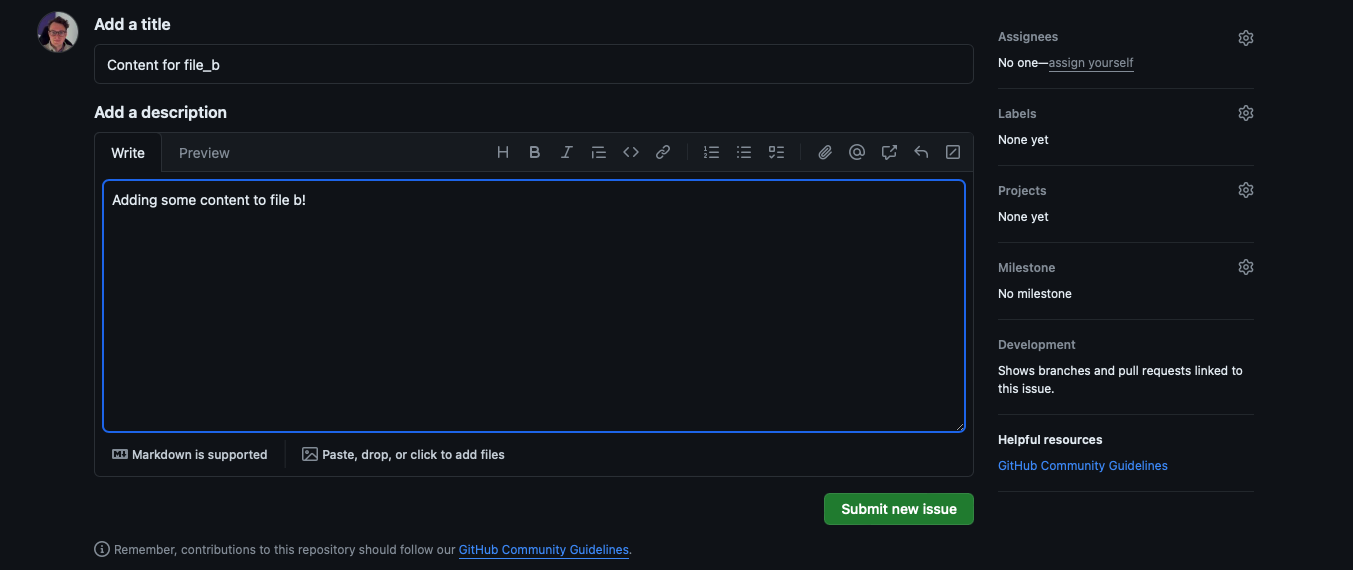 Add a title
Content for file_b
Add a description
Write
Preview
Adding some content to file b!
Markdown is supported
Paste, drop, or click to add files
Submit new issue
Remember, contributions to this repository should follow our GitHub Community Guidelines.
Assignees
No one—assign yourself
Labels
None yet
Projects
None yet
Milestone
No milestone
Development
Shows branches and pull requests linked to
this issue.
Helpful resources
GitHub Community Guidelines